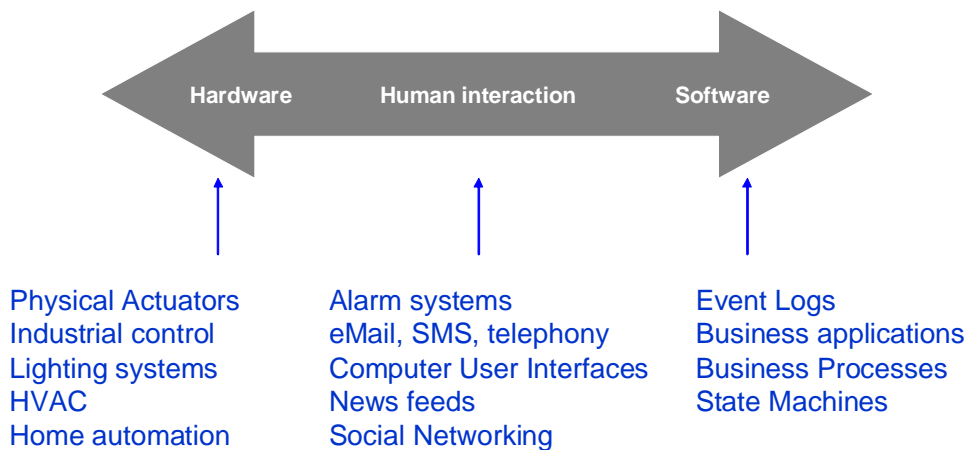 Hardware
Human interaction
Software
Physical Actuators
Industrial control
Lighting systems
HVAC
Home automation
Alarm systems
eMail, SMS, telephony
Computer User Interfaces
News feeds
Social Networking
Event Logs
Business applications
Business Processes
State Machines